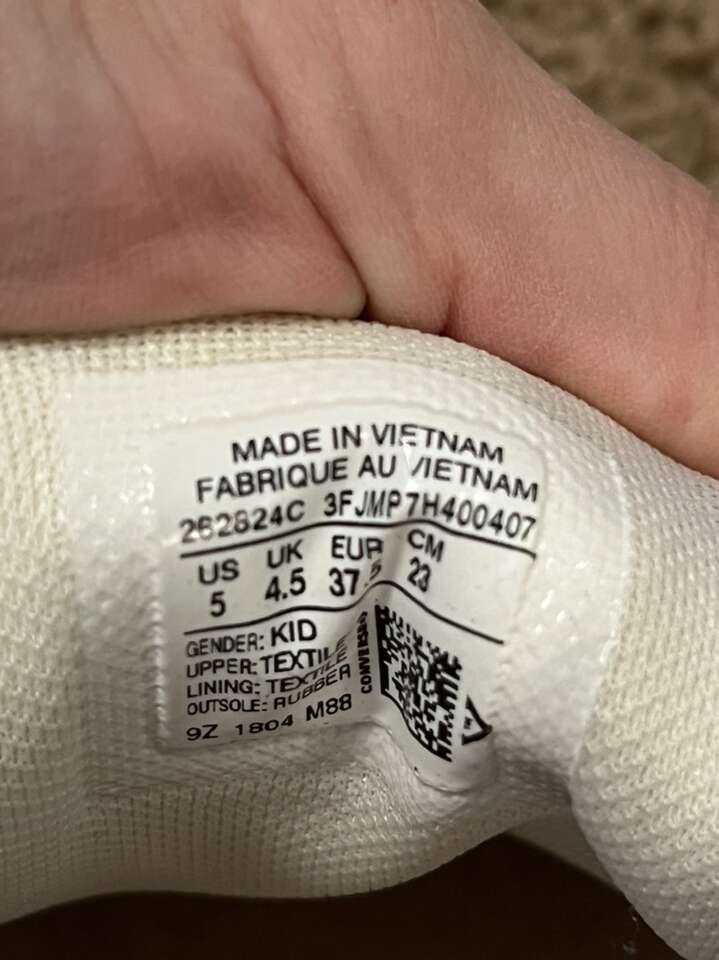 MADE IN VIETNAM
FABRIQUE AU VIETNAM
262824C 3FJMP7H400407
US UK EUR CM
5 4.5 37.5 23
GENDER: KID
UPPER: TEXTILE
LINING: TEXTILE
OUTSOLE: RUBBER
9Z 1804 M88
CONVERSE®